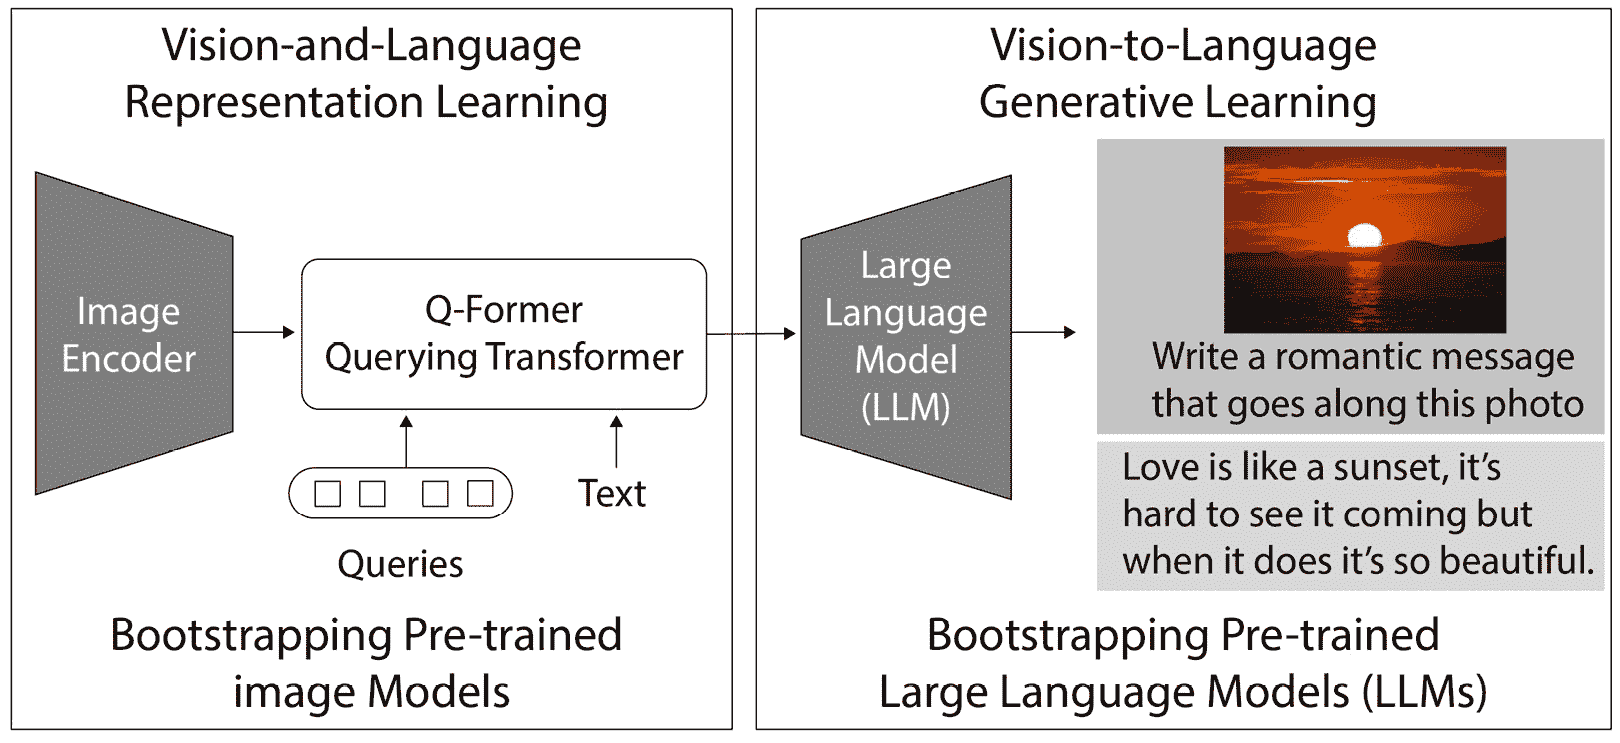 Vision-and-Language
Representation Learning
Image
Encoder
Q-Former
Querying Transformer
Text
Queries
Bootstrapping Pre-trained
image Models
Vision-to-Language
Generative Learning
Large
Language
Model
(LLM)
Write a romantic message
that goes along this photo
Love is like a sunset, it's
hard to see it coming but
when it does it's so beautiful.
Bootstrapping Pre-trained
Large Language Models (LLMs)